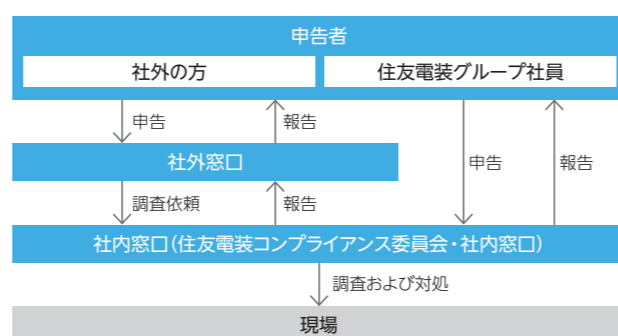 申告者
社外の方
住友電装グループ社員
申告
報告
社外窓口
申告
報告
調査依頼
報告
社内窓口(住友電装コンプライアンス委員会・社内窓口)
調査および対処
現場